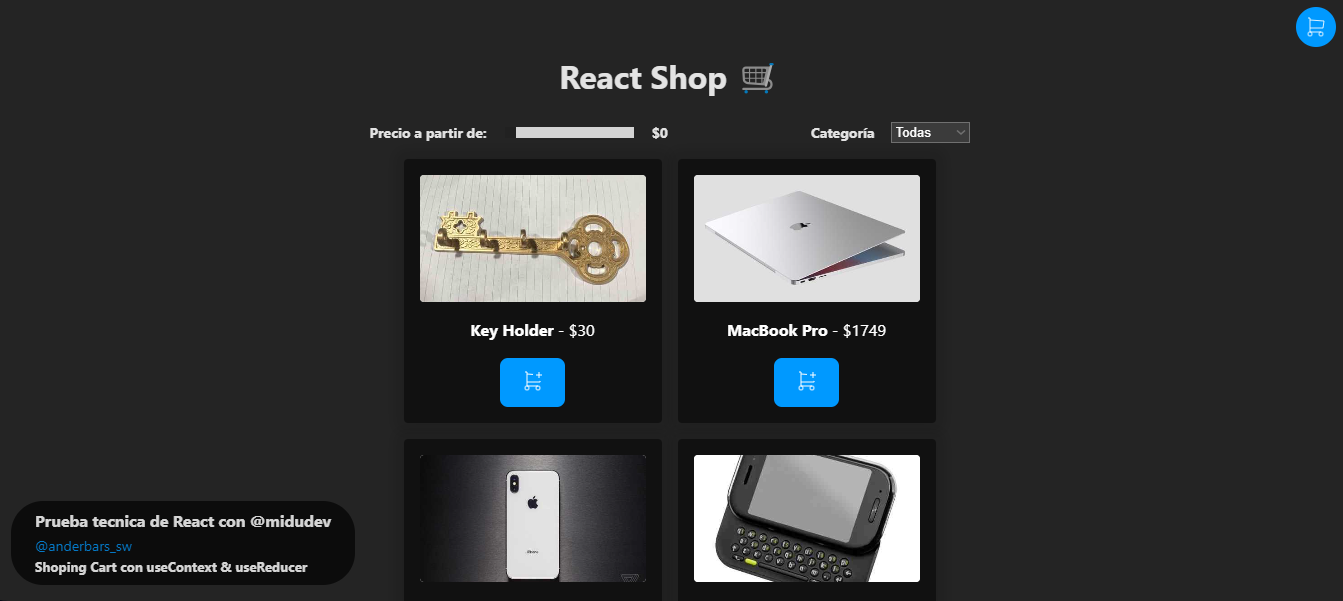 React Shop
Precio a partir de: $0 Categoría Todas
Key Holder - $30
MacBook Pro - $1749
iPhone
Prueba tecnica de React con @midudev
@anderbars_sw
Shoping Cart con useContext & useReducer